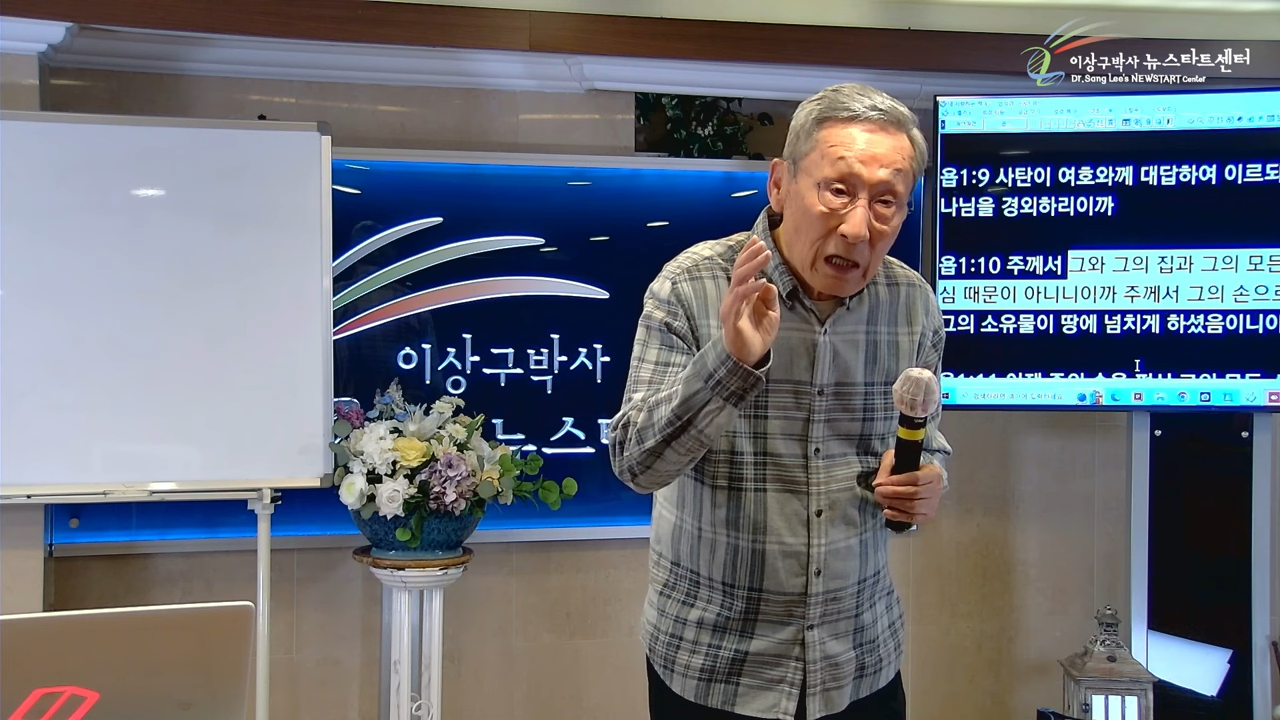 이상구박사 뉴스타트센터
Dr. Sang Lee's NEWSTART Center
욥1:9 사탄이 여호와께 대답하여 이르되
나님을 경외하리이까
욥1:10 주께서 그와 그의 집과 그의 모든
심 때문이 아니니이까 주께서 그의 손으로
그의 소유물이 땅에 넘치게 하셨음이니이
이상구박사
뉴스타